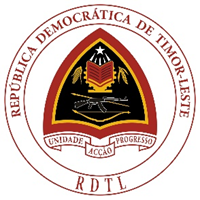 REPÚBLICA DEMOCRÁTICA DE TIMOR-LESTE
UNIDADE ACÇÃO PROGRESSO
RDTL